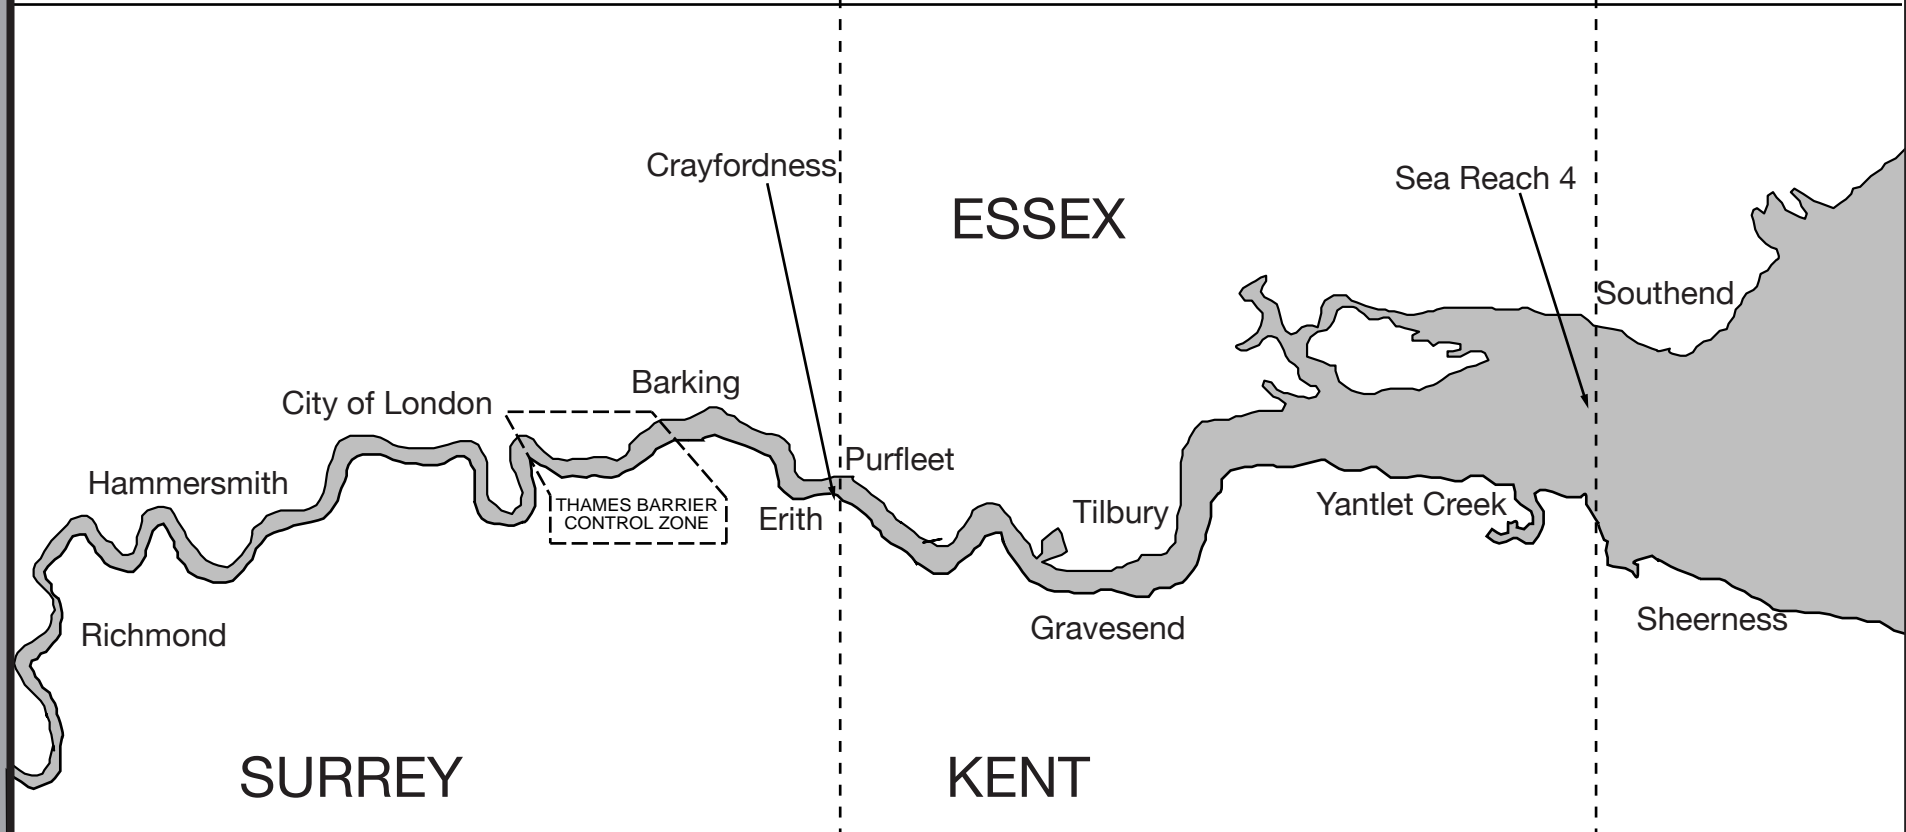 Crayfordness
Sea Reach 4
ESSEX
Southend
Barking
City of London
Purfleet
Hammersmith
THAMES BARRIER
CONTROL ZONE
Erith
Tilbury
Yantlet Creek
Richmond
Gravesend
Sheerness
SURREY
KENT